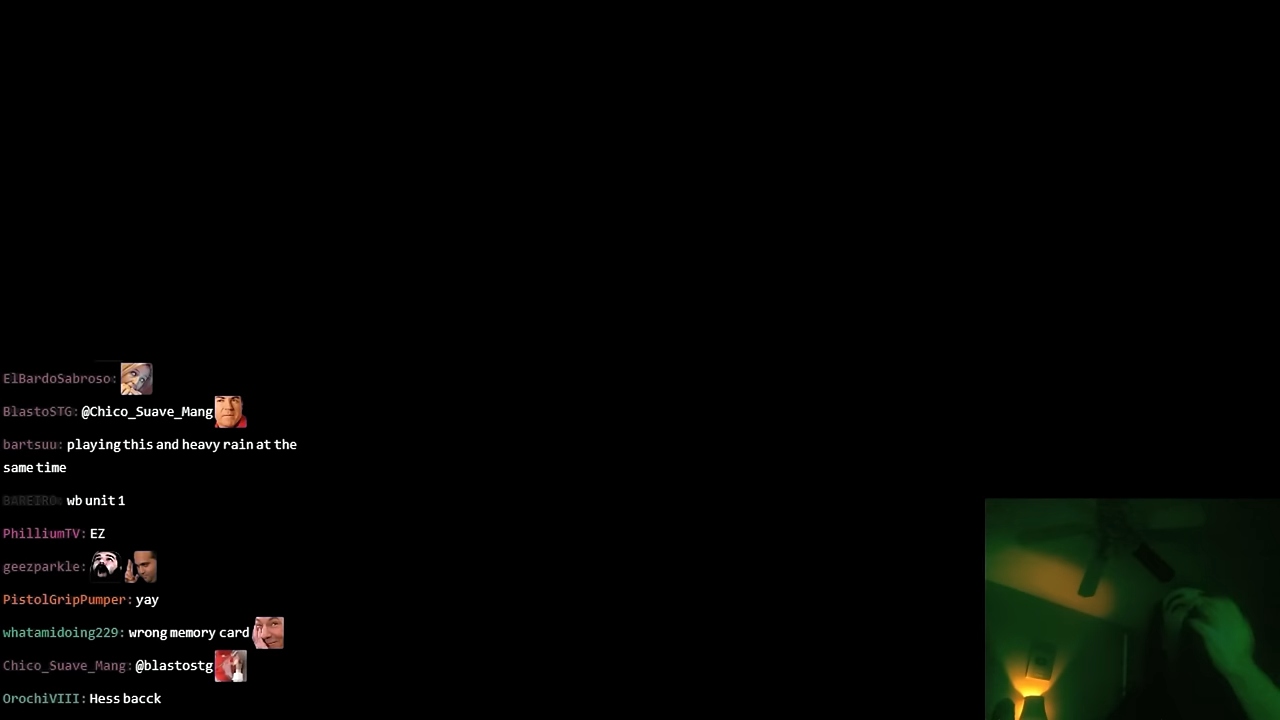 ElBardoSabroso:
BlastoSTG: @Chico_Suave_Mang
bartsuu: playing this and heavy rain at the
same time
BAREIRO: wb unit 1
PhilliumTV: EZ
geezparkle:
PistolGripPumper: yay
whatamidoing229: wrong memory card
Chico_Suave_Mang: @blastostg
OrochiVIII: Hess bacck